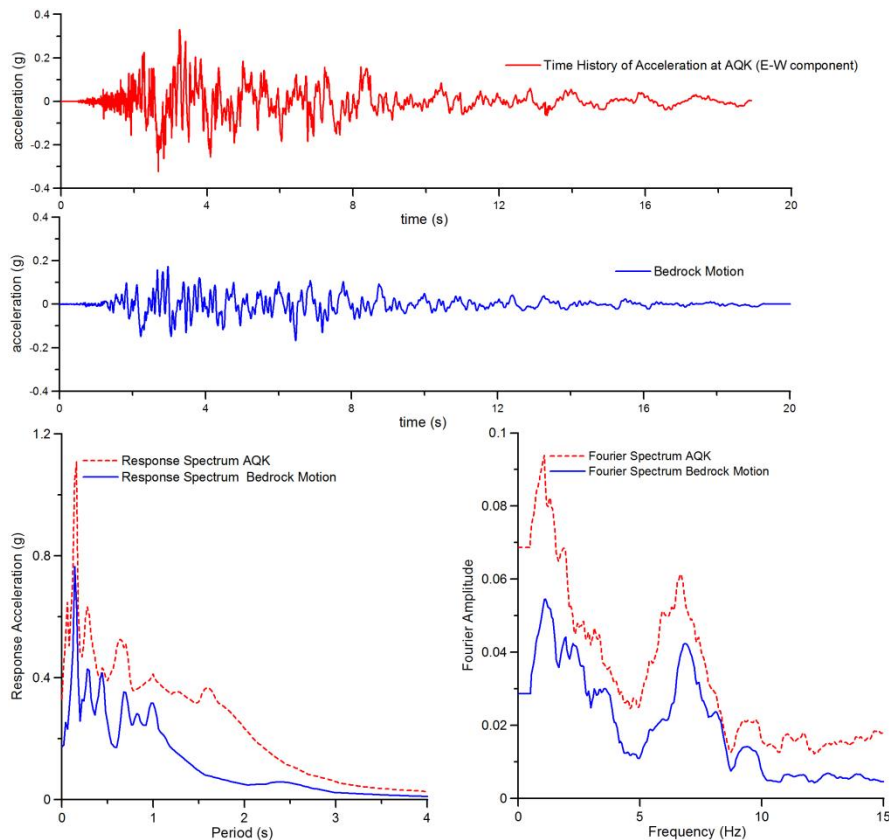 0.4
0.2
0
0.2
0.4
acceleration (g)
Time History of Acceleration at AQK (E-W component)
0 4 8 12 16 20
time (s)
0.4
0.2
0
-0.2
-0.4
acceleration (g)
Bedrock Motion
0 4 8 12 16 20
time (s)
1.2
0.8
0.4
0
Response Acceleration (g)
Response Spectrum AQK
Response Spectrum Bedrock Motion
0 1 2 3 4
Period (s)
0.1
0.08
0.06
0.04
0.02
0
Fourier Amplitude
Fourier Spectrum AQK
Fourier Spectrum Bedrock Motion
0 5 10 15
Frequency (Hz)